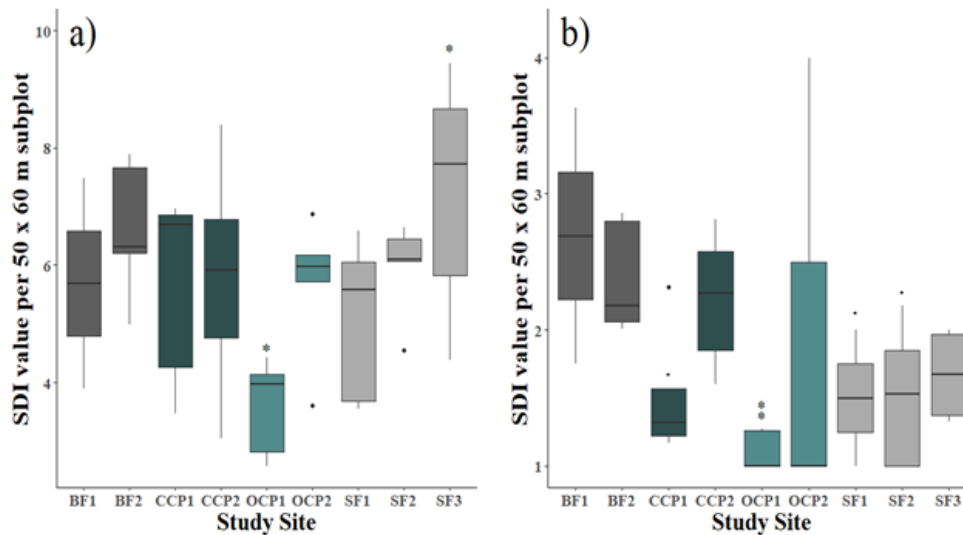 a)
SDI value per 50 x 60 m subplot
10
8
6
4
*
*
BF1 BF2 CCP1 CCP2 OCP1 OCP2 SF1 SF2 SF3
Study Site
b)
SDI value per 50 x 60 m subplot
4
3
2
1
*
*
BF1 BF2 CCP1 CCP2 OCP1 OCP2 SF1 SF2 SF3
Study Site